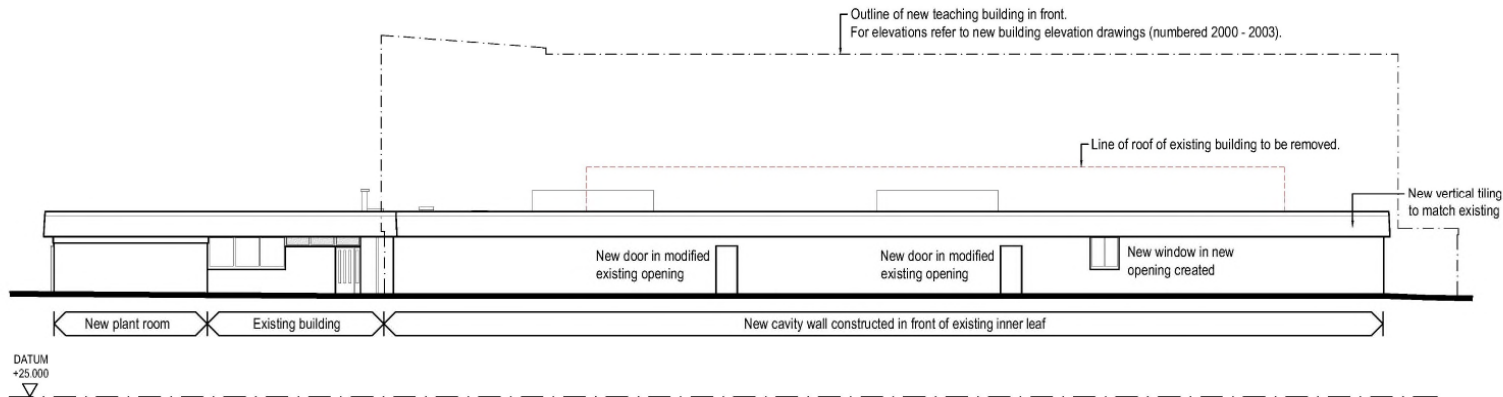 Outline of new teaching building in front.
For elevations refer to new building elevation drawings (numbered 2000 - 2003).
Line of roof of existing building to be removed.
New vertical tiling
to match existing
New door in modified
existing opening
New door in modified
existing opening
New window in new
opening created
New plant room
Existing building
New cavity wall constructed in front of existing inner leaf
DATUM
+25.000